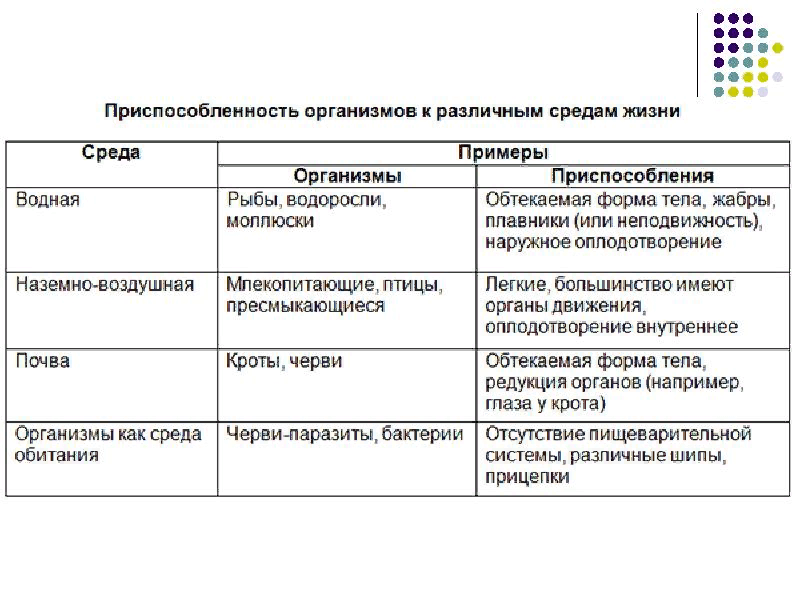 Приспособленность организмов к различным средам жизни
Среда
Примеры
Организмы
Приспособления
Водная
Рыбы, водоросли,
моллюски
Обтекаемая форма тела, жабры,
плавники (или неподвижность),
наружное оплодотворение
Наземно-воздушная
Млекопитающие, птицы,
пресмыкающиеся
Легкие, большинство имеют
органы движения,
оплодотворение внутреннее
Почва
Кроты, черви
Обтекаемая форма тела,
редукция органов (например,
глаза у крота)
Организмы как среда
обитания
Черви-паразиты, бактерии
Отсутствие пищеварительной
системы, различные шипы,
прицепки